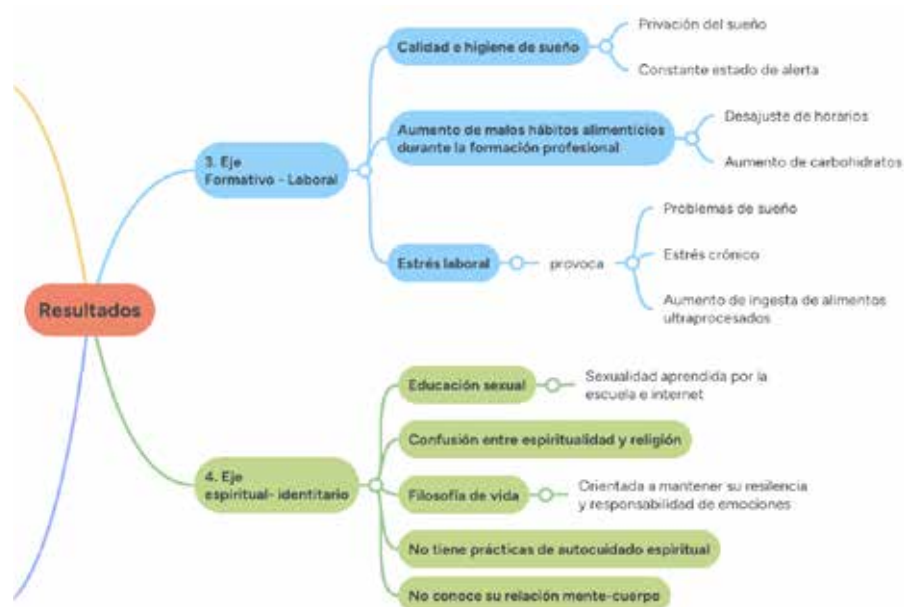 Resultados
3. Eje
Formativo - Laboral
Calidad e higiene de sueño
Privación del sueño
Constante estado de alerta
Aumento de malos hábitos alimenticios
durante la formación profesional
Desajuste de horarios
Aumento de carbohidratos
Estrés laboral
provoca
Problemas de sueño
Estrés crónico
Aumento de ingesta de alimentos
ultraprocesados
4. Eje
espiritual- identitario
Educación sexual
Sexualidad aprendida por la
escuela e internet
Confusión entre espiritualidad y religión
Filosofía de vida
Orientada a mantener su resilencia
y responsabilidad de emociones
No tiene prácticas de autocuidado espiritual
No conoce su relación mente-cuerpo